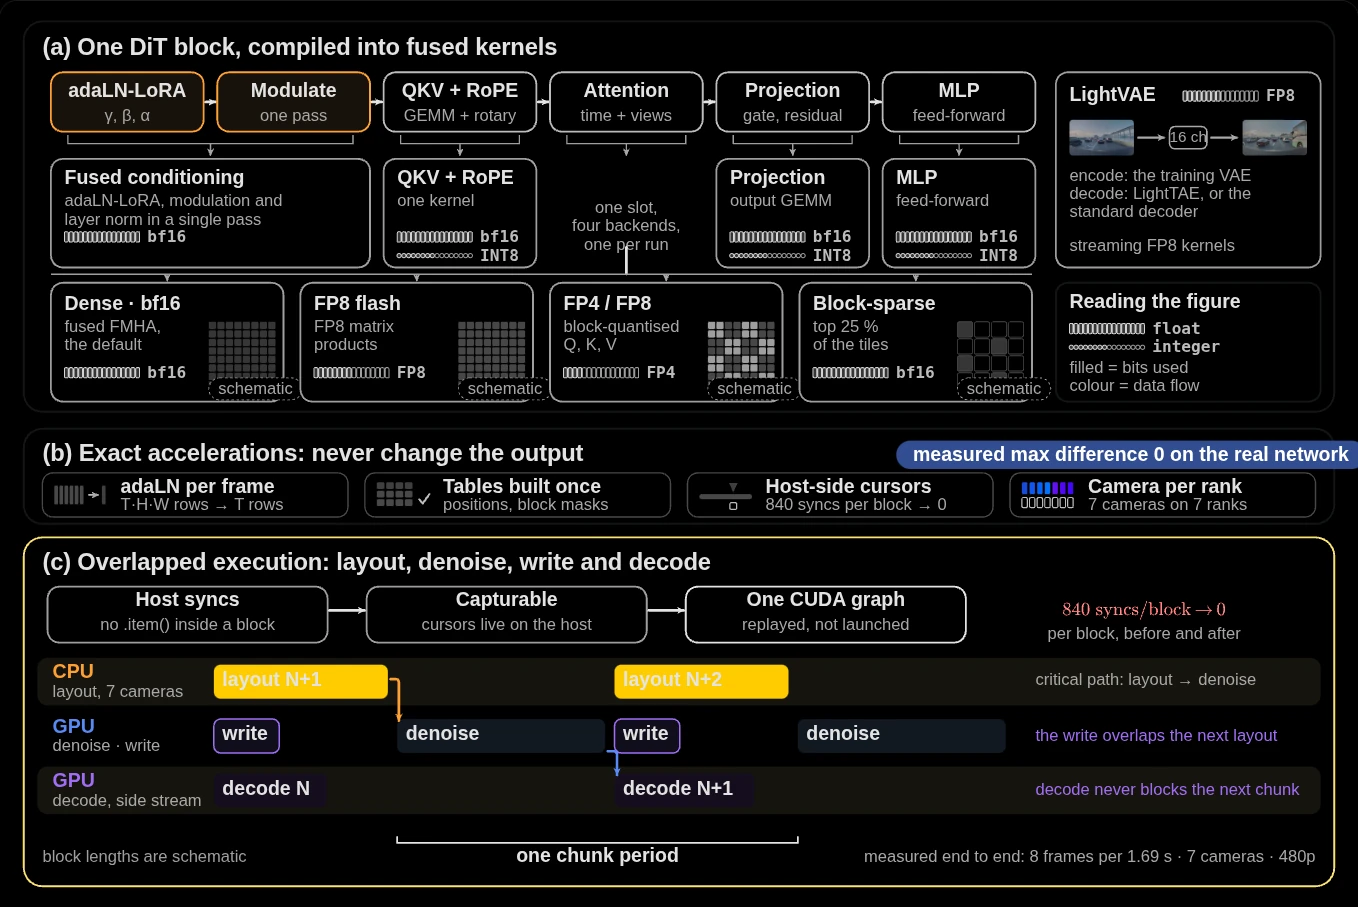 (a) One DiT block, compiled into fused kernels
adaLN-LoRA
γ, β, α
Modulate
one pass
QKV + RoPE
GEMM + rotary
Attention
time + views
Projection
gate, residual
MLP
feed-forward
Fused conditioning
adaLN-LoRA, modulation and
layer norm in a single pass
bf16
QKV + RoPE
one kernel
bf16
INT8
one slot,
four backends,
one per run
Projection
output GEMM
bf16
INT8
MLP
feed-forward
bf16
INT8
LightVAE
FP8
16 ch
encode: the training VAE
decode: LightTAE, or the
standard decoder
streaming FP8 kernels
Dense · bf16
fused FMHA,
the default
bf16
schematic
FP8 flash
FP8 matrix
products
FP8
schematic
FP4 / FP8
block-quantised
Q, K, V
FP4
schematic
Block-sparse
top 25 %
of the tiles
bf16
schematic
Reading the figure
float
integer
filled = bits used
colour = data flow
(b) Exact accelerations: never change the output
measured max difference 0 on the real network
adaLN per frame
T·H·W rows → T rows
Tables built once
positions, block masks
Host-side cursors
840 syncs per block → 0
Camera per rank
7 cameras on 7 ranks
(c) Overlapped execution: layout, denoise, write and decode
Host syncs
no .item() inside a block
Capturable
cursors live on the host
One CUDA graph
replayed, not launched
840 syncs/block → 0
per block, before and after
CPU
layout, 7 cameras
layout N+1
layout N+2
critical path: layout → denoise
GPU
denoise · write
write
denoise
write
denoise
the write overlaps the next layout
GPU
decode, side stream
decode N
decode N+1
decode never blocks the next chunk
block lengths are schematic
one chunk period
measured end to end: 8 frames per 1.69 s · 7 cameras · 480p